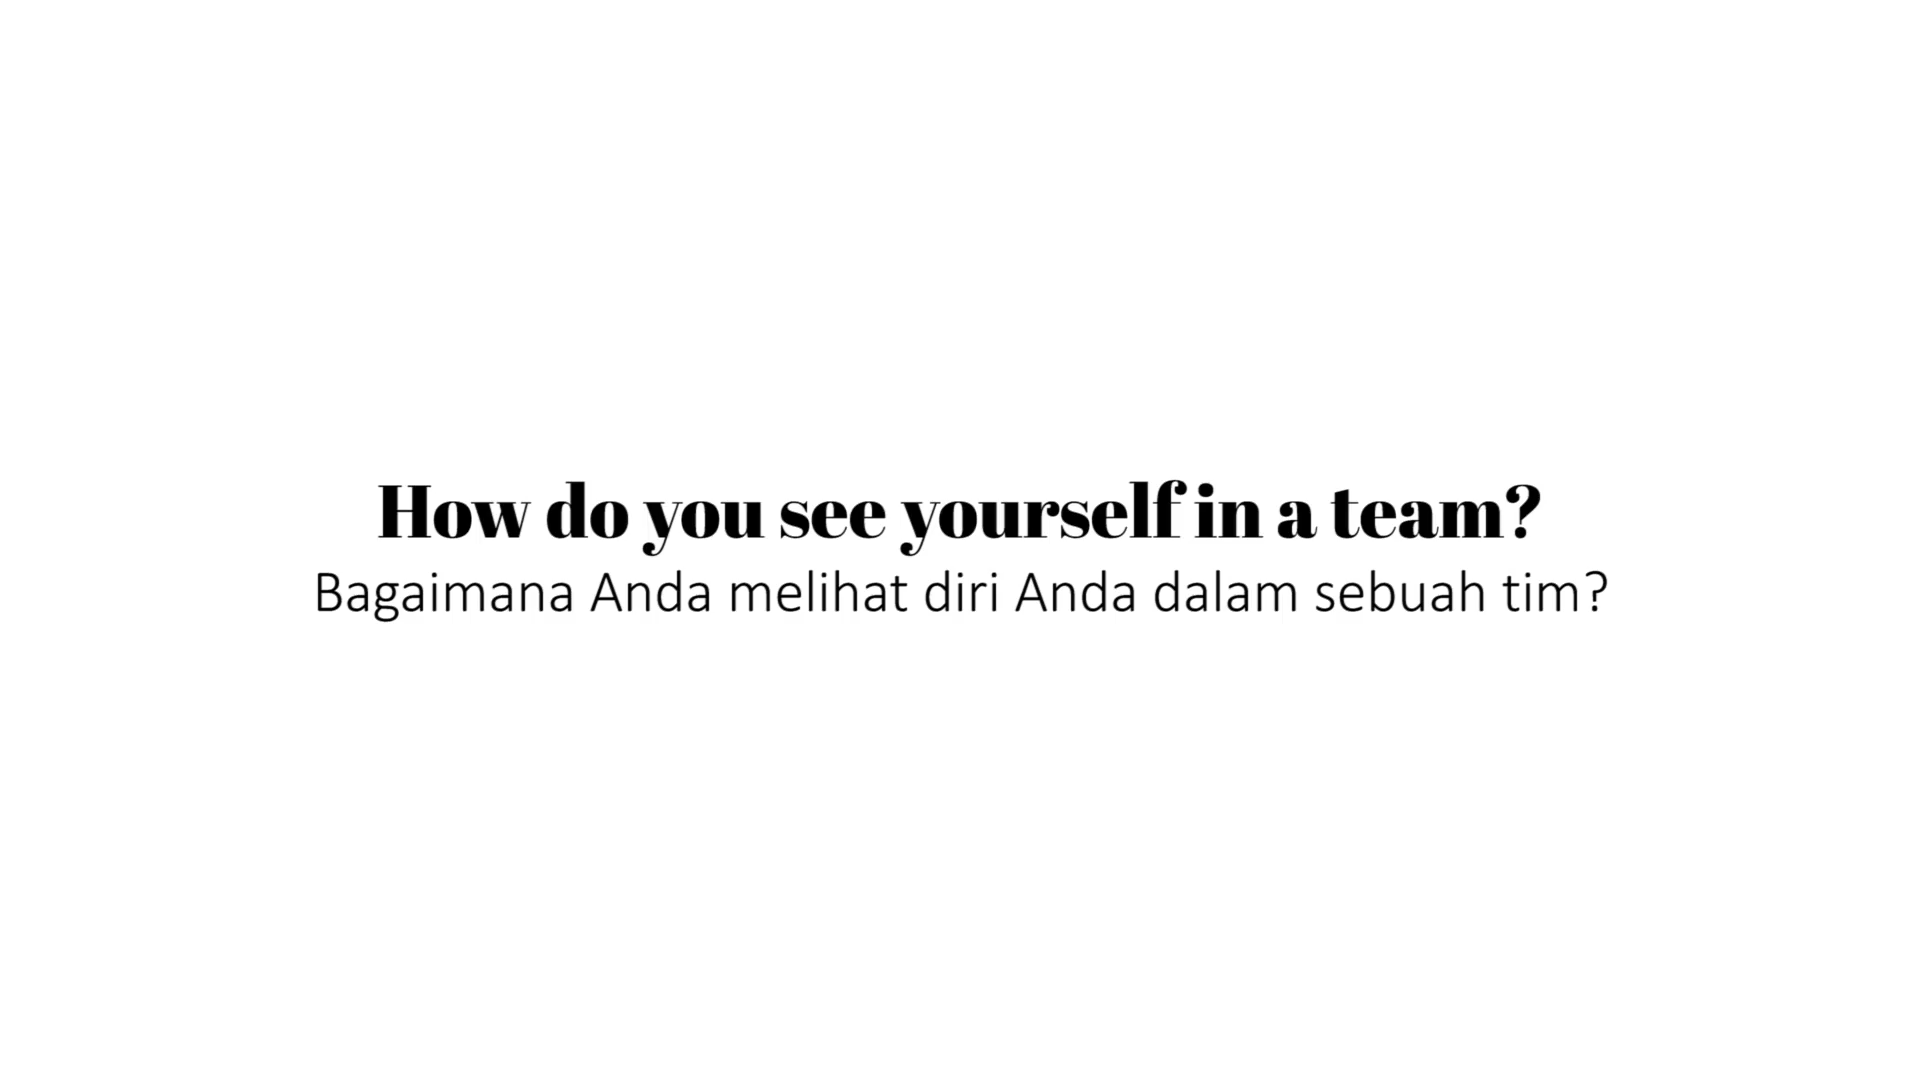 How do you see yourself in a team?
Bagaimana Anda melihat diri Anda dalam sebuah tim?